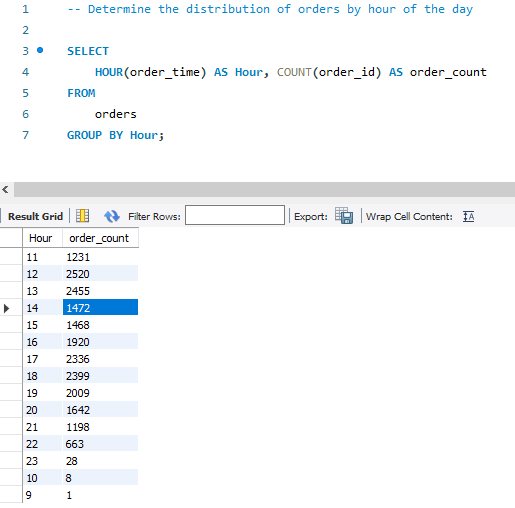 1 -- Determine the distribution of orders by hour of the day
2
3 SELECT
4 HOUR(order_time) AS Hour, COUNT(order_id) AS order_count
5 FROM
6 orders
7 GROUP BY Hour;
Result Grid Filter Rows: Export: Wrap Cell Content: IA
Hour order_count
11 1231
12 2520
13 2455
14 1472
15 1468
16 1920
17 2336
18 2399
19 2009
20 1642
21 1198
22 663
23 28
10 8
9 1